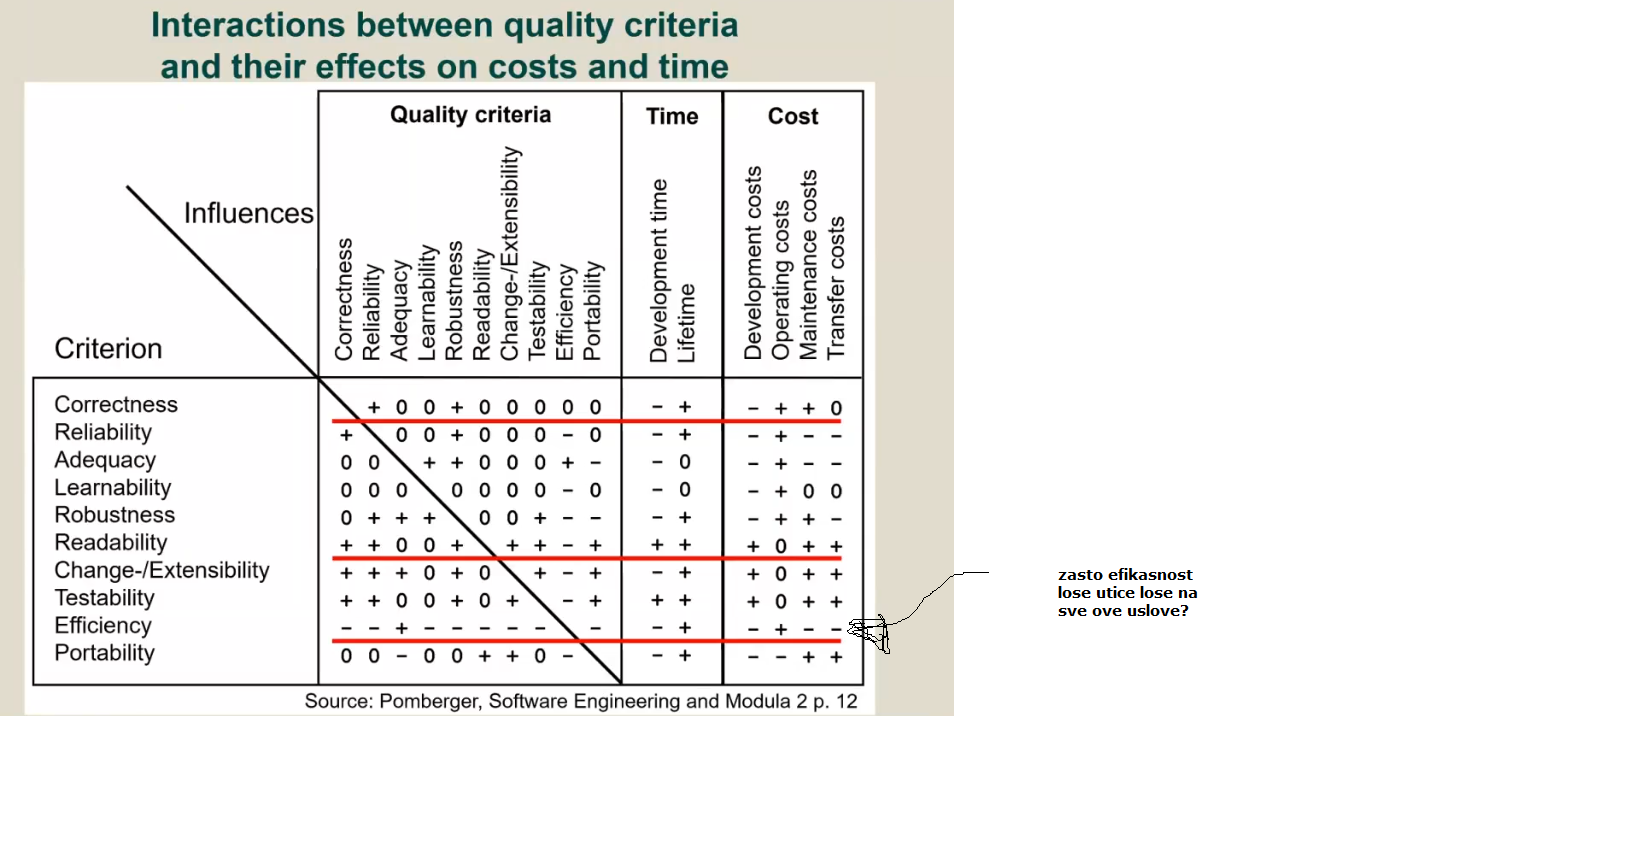 Interactions between quality criteria
and their effects on costs and time
Quality criteria Time Cost
Influences
Criterion
Correctness
Reliability
Adequacy
Learnability
Robustness
Readability
Change-/Extensibility
Testability
Efficiency
Portability
Development time
Lifetime
Development costs
Operating costs
Maintenance costs
Transfer costs
Correctness + 0 0 + 0 0 0 0 0 − + − + + 0
Reliability + 0 0 + 0 0 0 − 0 − + − + − −
Adequacy 0 0 + + 0 0 0 + − − 0 − + − −
Learnability 0 0 0 0 0 0 0 − 0 − 0 − + 0 0
Robustness 0 + + + 0 0 + − − − + − + + −
Readability + + 0 0 + + + − + + + + 0 + +
Change-/Extensibility + + + 0 + 0 + − + − + + 0 + +
Testability + + 0 0 + 0 + − + + + + 0 + +
Efficiency − − + − − − − − − − + − + − −
Portability 0 0 − 0 0 + + 0 − − + − − + +
Source: Pomberger, Software Engineering and Modula 2 p. 12
zasto efikasnost
lose utice lose na
sve ove uslove?